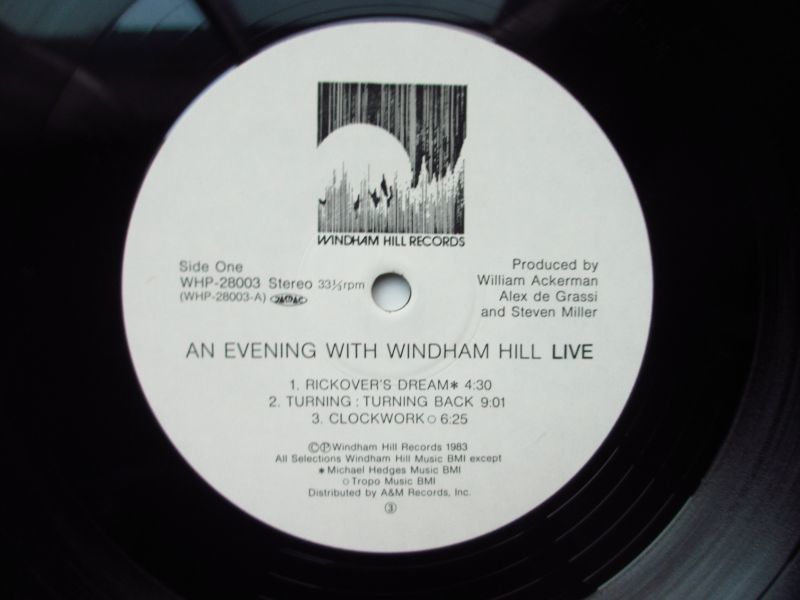 WINDHAM HILL RECORDS
Side One
WHP-28003 Stereo 33⅓rpm
(WHP-28003-A) JASRAC
Produced by
William Ackerman
Alex de Grassi
and Steven Miller
AN EVENING WITH WINDHAM HILL LIVE
1. RICKOVER'S DREAM* 4:30
2. TURNING : TURNING BACK 9:01
3. CLOCKWORK○ 6:25
©℗Windham Hill Records 1983
All Selections Windham Hill Music BMI except
*Michael Hedges Music BMI
○Tropo Music BMI
Distributed by A&M Records, Inc.
③